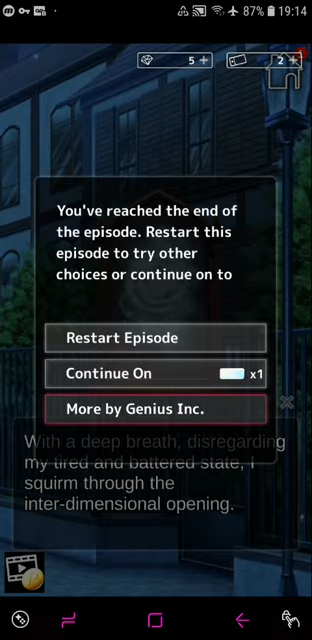 87% 19:14
5 +
2 +
You've reached the end of
the episode. Restart this
episode to try other
choices or continue on to
Restart Episode
Continue On x1
More by Genius Inc.
With a deep breath, disregarding
my tired and battered state, I
squirm through the
inter-dimensional opening.